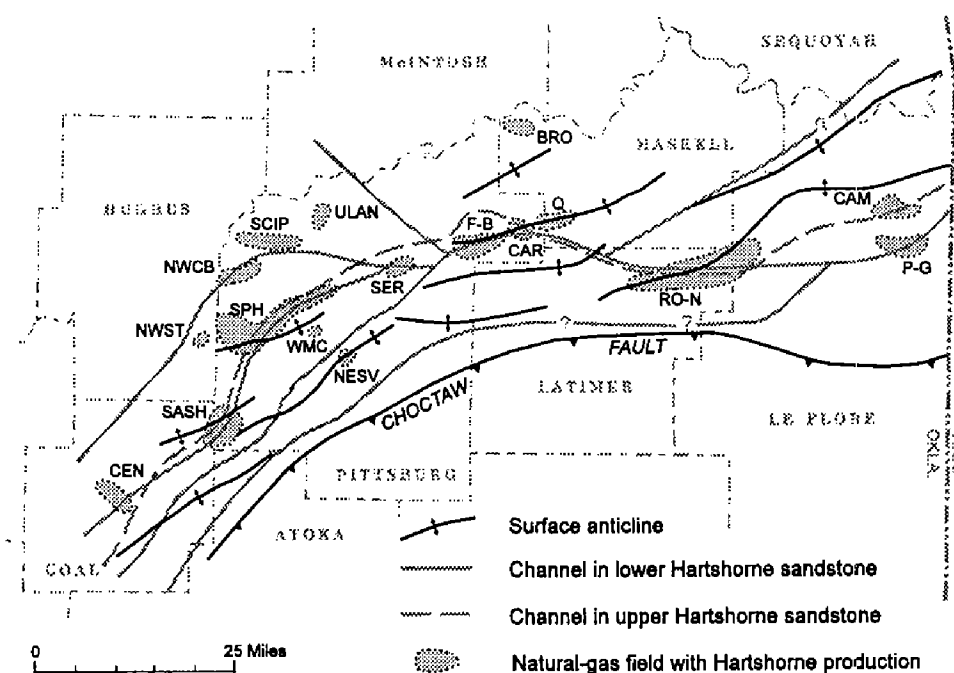 SEQUOYAH
McINTOSH
BRO
HASKELL
HUGHES
SCIP
ULAN
Q
F-B
CAM
CAR
NWCB
SER
P-G
SPH
RO-N
NWST
WMC
?
?
?
FAULT
NESV
LATIMER
CHOCTAW
SASH
LE FLORE
OKLA.
CEN
PITTSBURG
ATOKA
Surface anticline
COAL
Channel in lower Hartshorne sandstone
Channel in upper Hartshorne sandstone
0 25 Miles
Natural-gas field with Hartshorne production